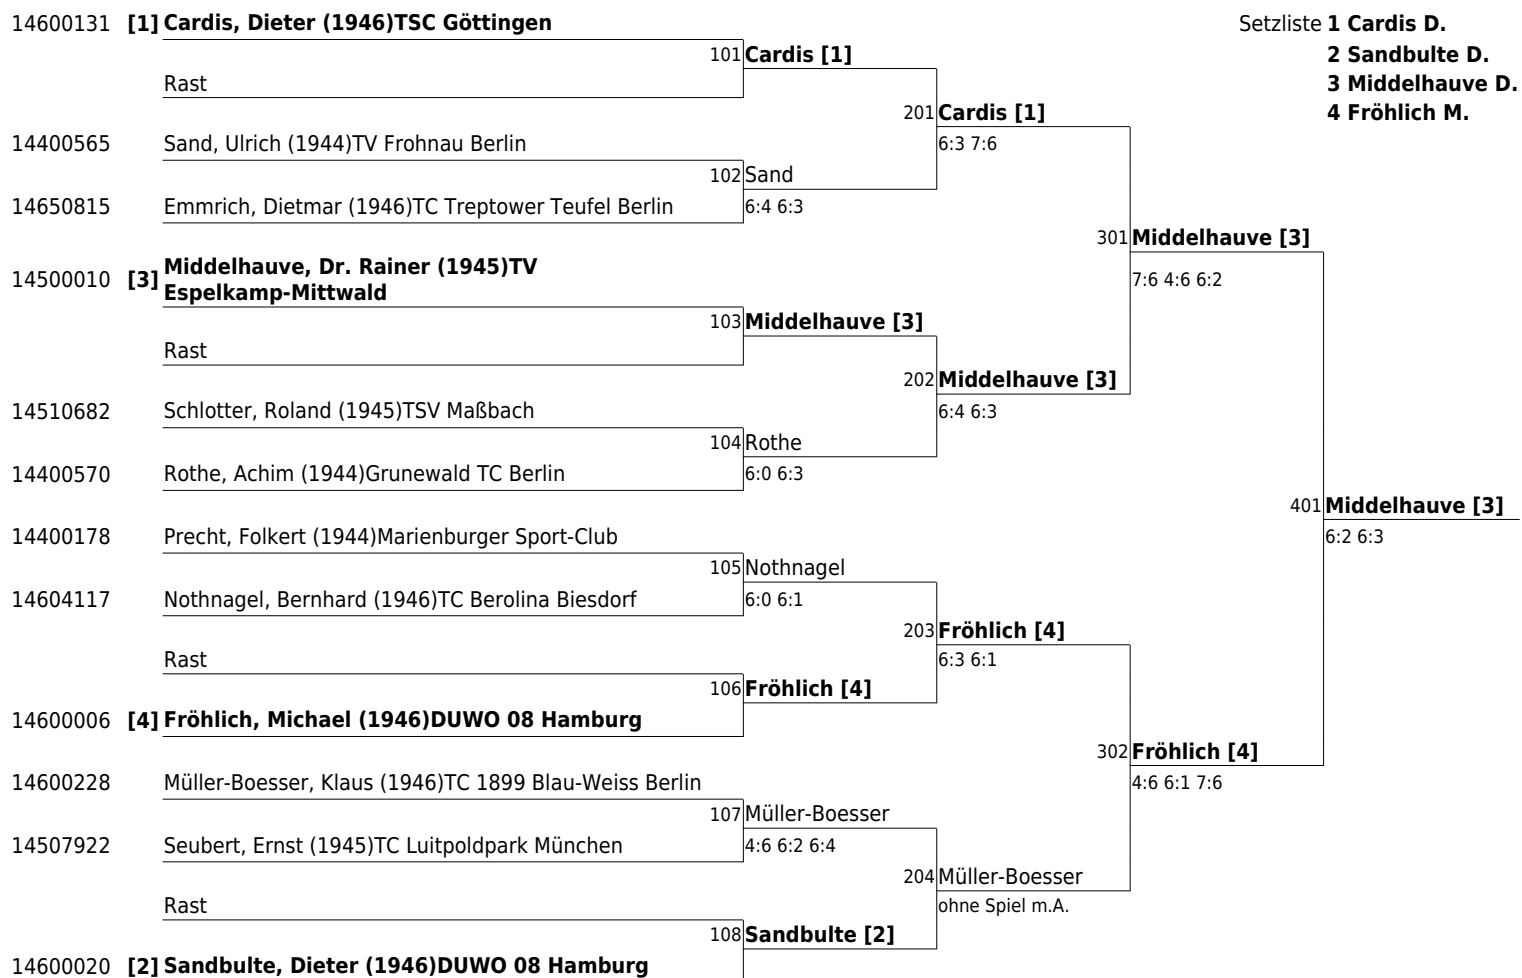 14600131 [1] Cardis, Dieter (1946)TSC Göttingen
Setzliste 1 Cardis D.
101 Cardis [1]
2 Sandbulte D.
Rast
3 Middelhauve D.
201 Cardis [1]
4 Fröhlich M.
14400565 Sand, Ulrich (1944)TV Frohnau Berlin
6:3 7:6
102 Sand
14650815 Emmrich, Dietmar (1946)TC Treptower Teufel Berlin
6:4 6:3
301 Middelhauve [3]
14500010 [3] Middelhauve, Dr. Rainer (1945)TV
Espelkamp-Mittwald
7:6 4:6 6:2
103 Middelhauve [3]
Rast
202 Middelhauve [3]
14510682 Schlotter, Roland (1945)TSV Maßbach
6:4 6:3
104 Rothe
14400570 Rothe, Achim (1944)Grunewald TC Berlin
6:0 6:3
401 Middelhauve [3]
14400178 Precht, Folkert (1944)Marienburger Sport-Club
6:2 6:3
105 Nothnagel
14604117 Nothnagel, Bernhard (1946)TC Berolina Biesdorf
6:0 6:1
203 Fröhlich [4]
Rast
6:3 6:1
106 Fröhlich [4]
14600006 [4] Fröhlich, Michael (1946)DUWO 08 Hamburg
302 Fröhlich [4]
14600228 Müller-Boesser, Klaus (1946)TC 1899 Blau-Weiss Berlin
4:6 6:1 7:6
107 Müller-Boesser
14507922 Seubert, Ernst (1945)TC Luitpoldpark München
4:6 6:2 6:4
204 Müller-Boesser
Rast
ohne Spiel m.A.
108 Sandbulte [2]
14600020 [2] Sandbulte, Dieter (1946)DUWO 08 Hamburg